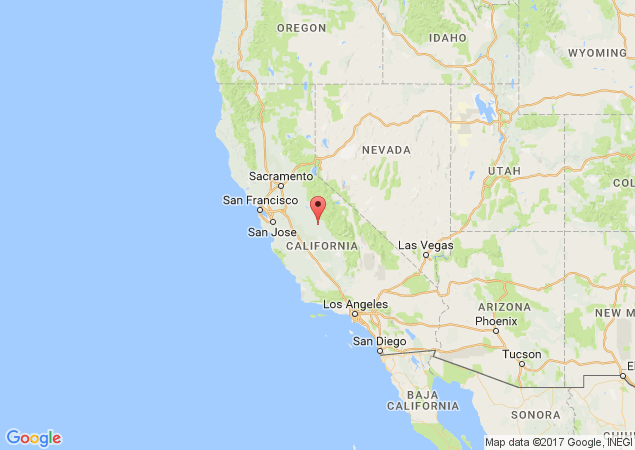 OREGON
IDAHO
WYOMING
NEVADA
UTAH
COL
Sacramento
San Francisco
San Jose
CALIFORNIA
Las Vegas
Los Angeles
ARIZONA
NEW M
Phoenix
San Diego
Tucson
El
BAJA
CALIFORNIA
SONORA
CHIHU
Google
Map data ©2017 Google, INEGI